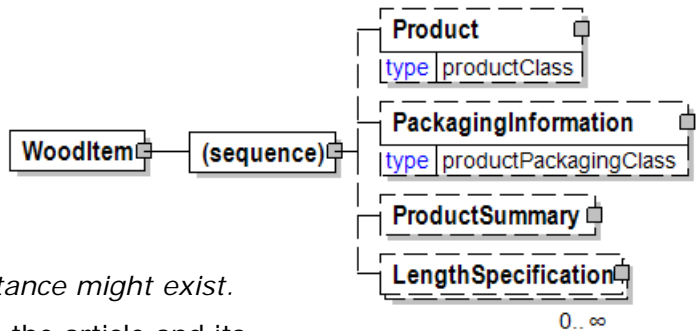 Product
type productClass
PackagingInformation
type productPackagingClass
WoodItem
(sequence)
ProductSummary
LengthSpecification
0.. ∞
tance might exist.
the article and its